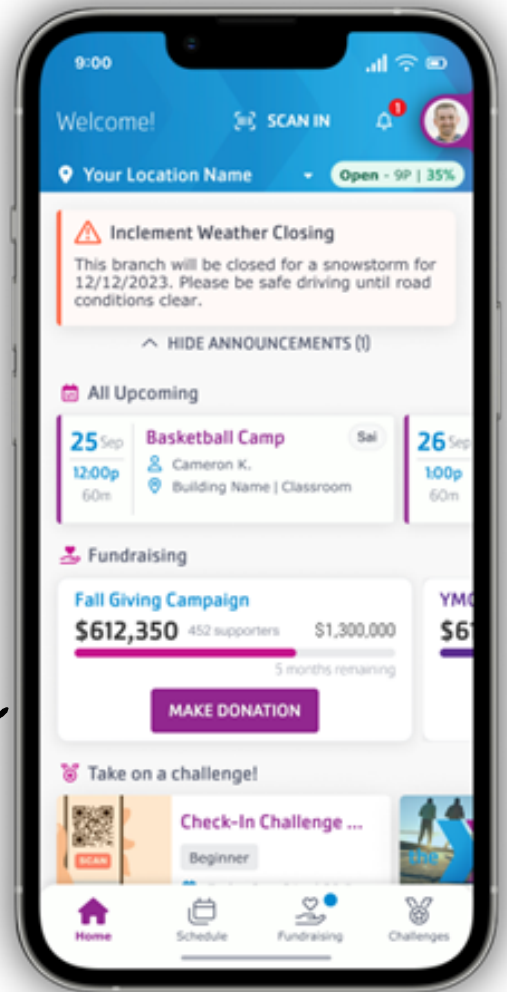 9:00
Welcome!
SCAN IN
1
Your Location Name
Open - 9P | 35%
Inclement Weather Closing
This branch will be closed for a snowstorm for
12/12/2023. Please be safe driving until road
conditions clear.
HIDE ANNOUNCEMENTS (1)
All Upcoming
25 Sep
12:00p
60m
Basketball Camp
Sai
Cameron K.
Building Name | Classroom
26 Sep
1:00p
60m
Fundraising
Fall Giving Campaign
$612,350 452 supporters $1,300,000
5 months remaining
MAKE DONATION
YMC
$61
Take on a challenge!
SCAN
Check-In Challenge ...
Beginner
the
Home
Schedule
Fundraising
Challenges